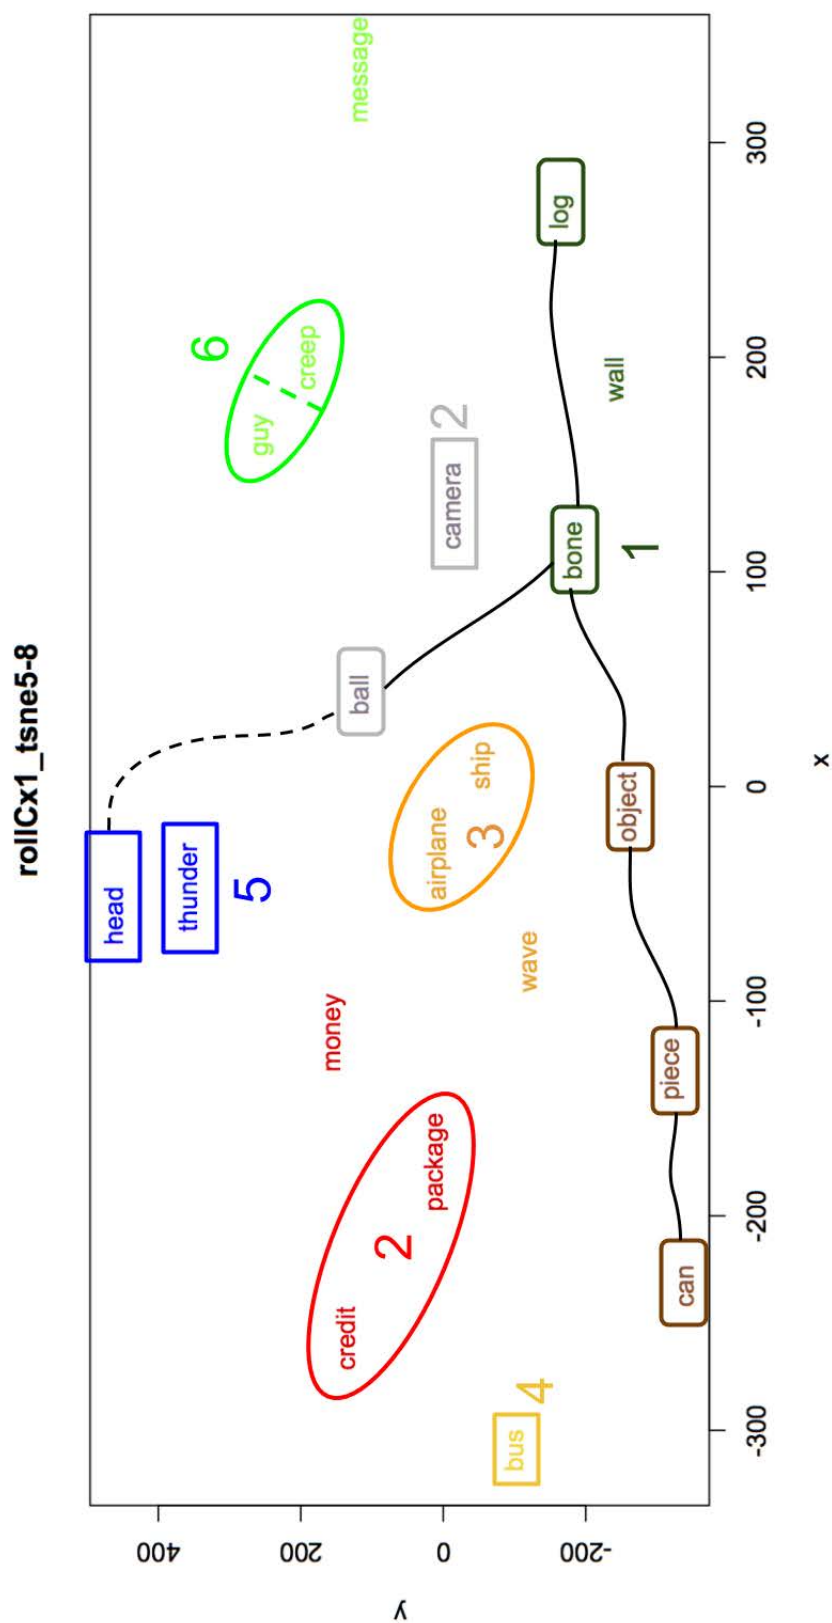 rollCx1_tsne5-8
head
thunder
5
money
credit
2
package
bus
4
wave
airplane
3
ship
ball
camera
2
guy
creep
6
message
can
piece
object
bone
1
wall
log
y
400
200
0
-200
-300
-200
-100
0
100
200
300
x